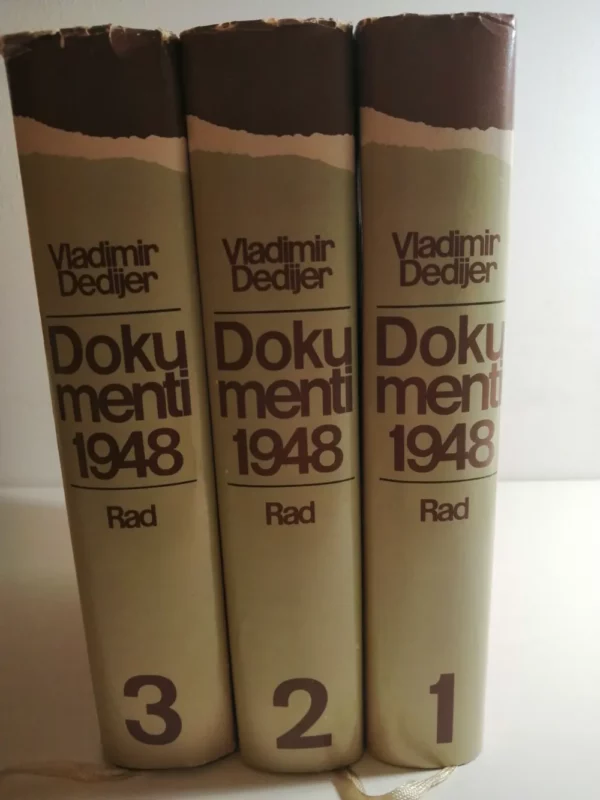 Vladimir
Dedijer
Doku
menti
1948
Rad
3
Vladimir
Dedijer
Doku
menti
1948
Rad
2
Vladimir
Dedijer
Doku
menti
1948
Rad
1